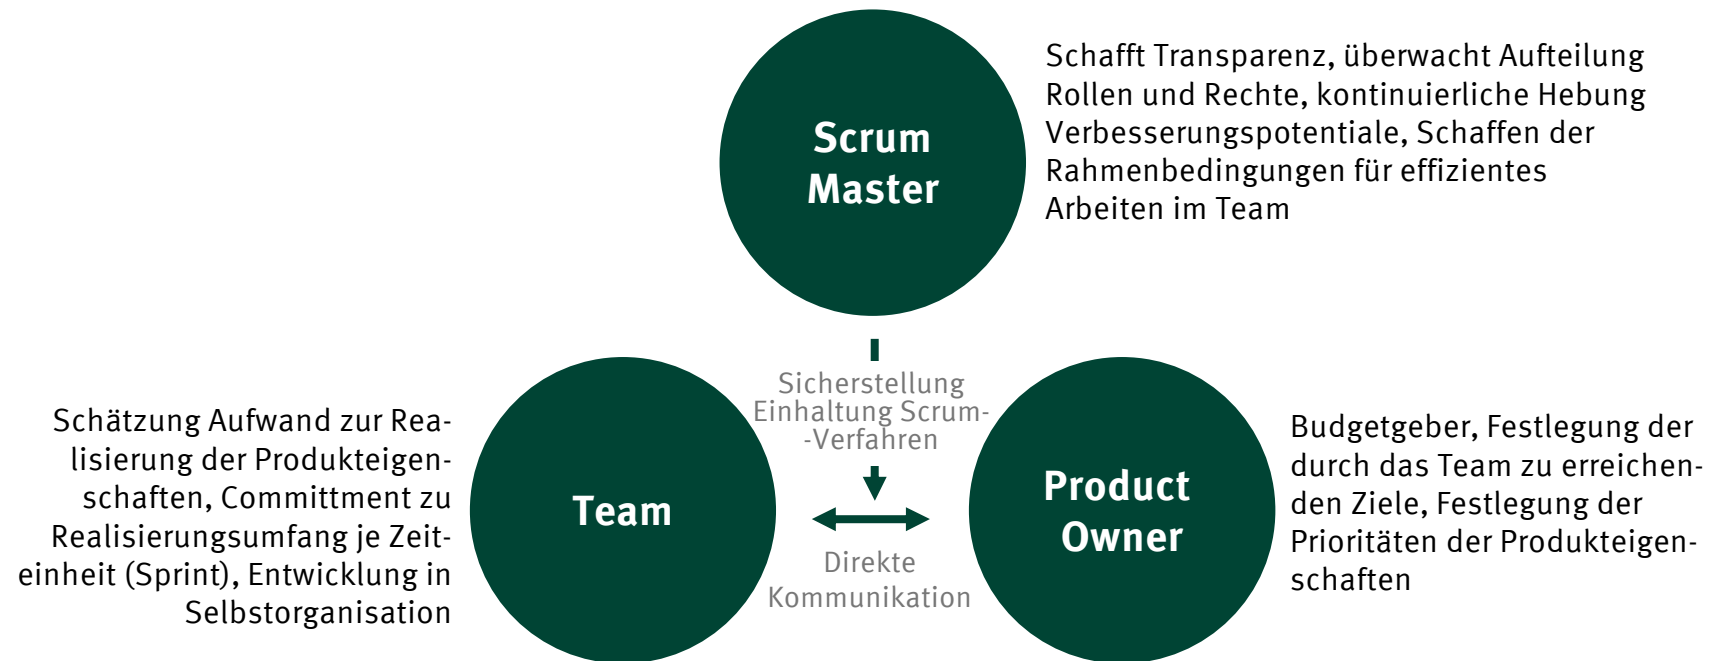 Scrum
Master
Schafft Transparenz, überwacht Aufteilung
Rollen und Rechte, kontinuierliche Hebung
Verbesserungspotentiale, Schaffen der
Rahmenbedingungen für effizientes
Arbeiten im Team
Sicherstellung
Einhaltung Scrum-
-Verfahren
Schätzung Aufwand zur Rea-
lisierung der Produkteigen-
schaften, Committment zu
Realisierungsumfang je Zeit-
einheit (Sprint), Entwicklung in
Selbstorganisation
Team
Direkte
Kommunikation
Product
Owner
Budgetgeber, Festlegung der
durch das Team zu erreichen-
den Ziele, Festlegung der
Prioritäten der Produkteigen-
schaften